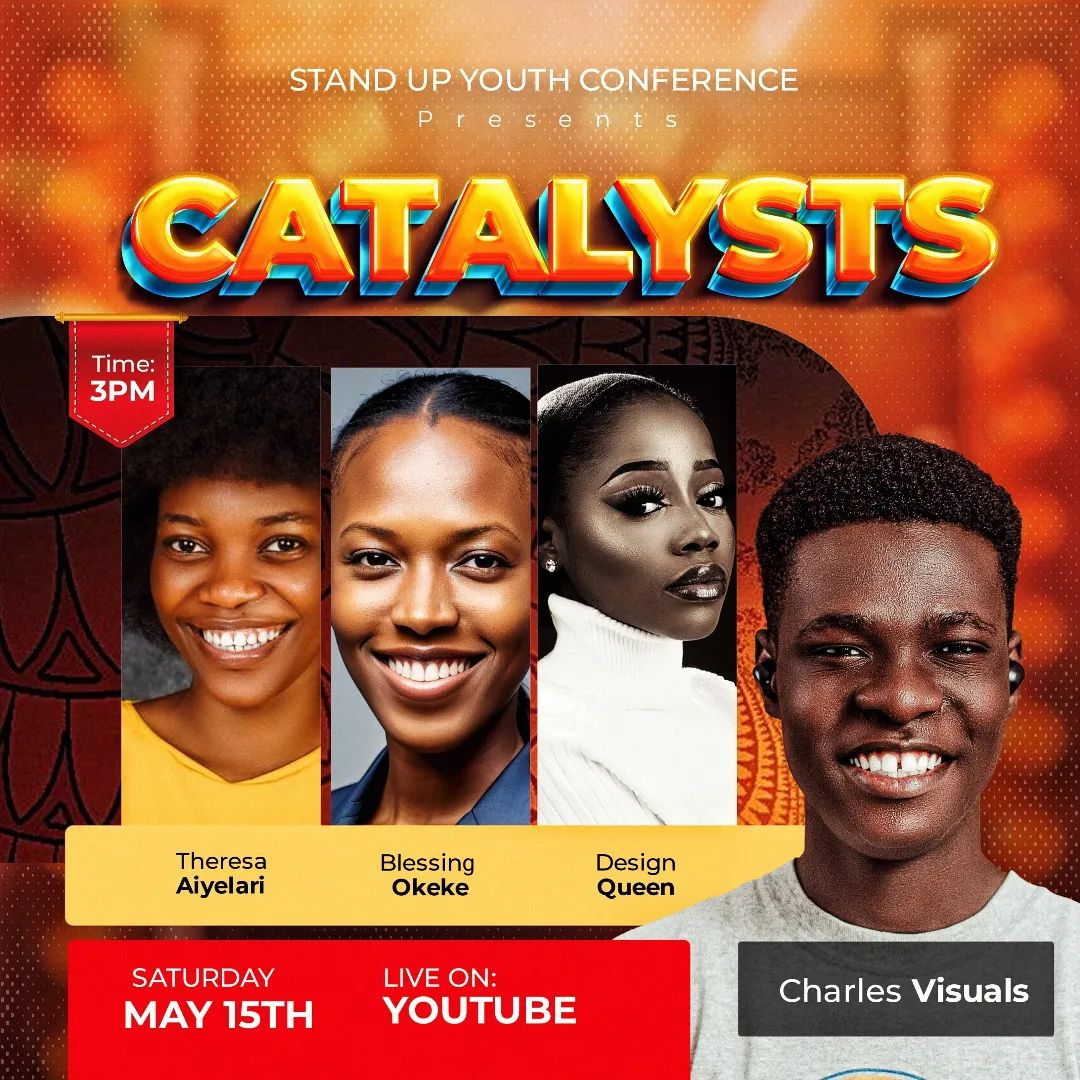 STAND UP YOUTH CONFERENCE
Presents
CATALYSTS
Time:
3PM
Theresa
Aiyelari
Blessing
Okeke
Design
Queen
SATURDAY
MAY 15TH
LIVE ON:
YOUTUBE
Charles Visuals